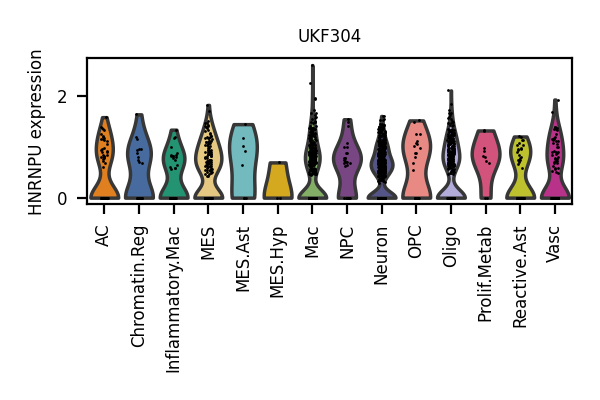 UKF304
HNRNPU expression
2
0
AC
Chromatin.Reg
Inflammatory.Mac
MES
MES.Ast
MES.Hyp
Mac
NPC
Neuron
OPC
Oligo
Prolif.Metab
Reactive.Ast
Vasc